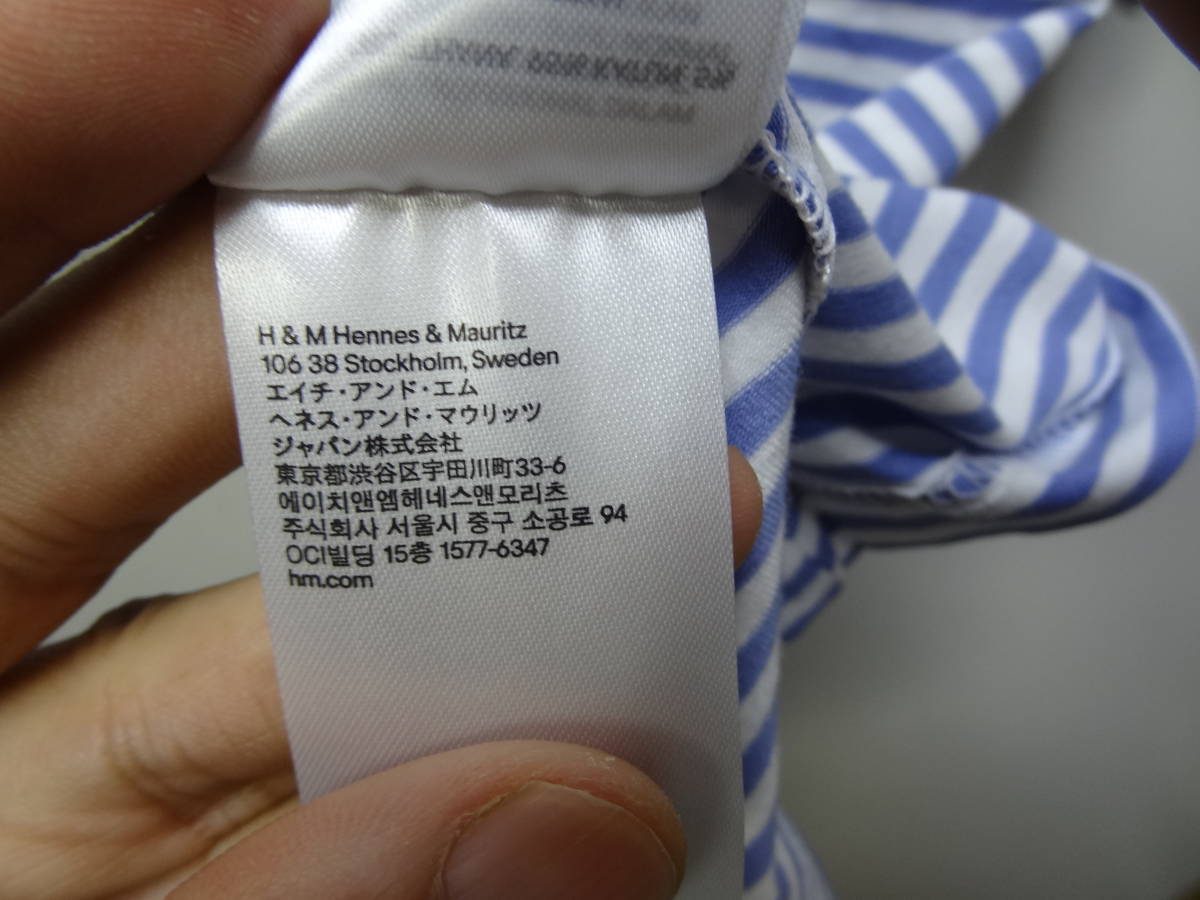 H & M Hennes & Mauritz
106 38 Stockholm, Sweden
エイチ・アンド・エム
ヘネス・アンド・マウリッツ
ジャパン株式会社
東京都渋谷区宇田川町33-6
에이치앤엠헤네스앤모리츠
주식회사 서울시 중구 소공로 94
OCI빌딩 15층 1577-6347
hm.com